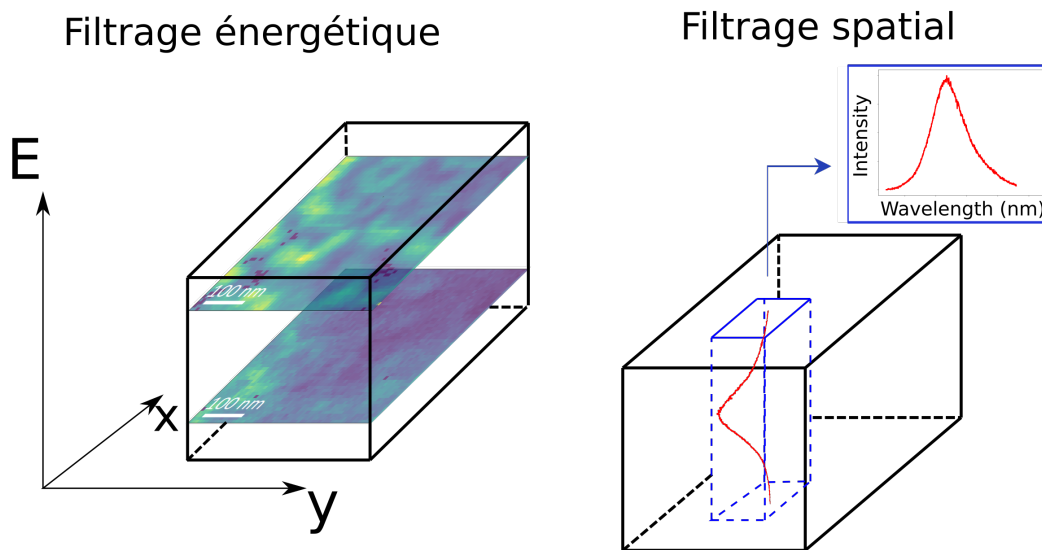 Filtrage énergétique
Filtrage spatial
E
Intensity
Wavelength (nm)
100 nm
100 nm
x
y